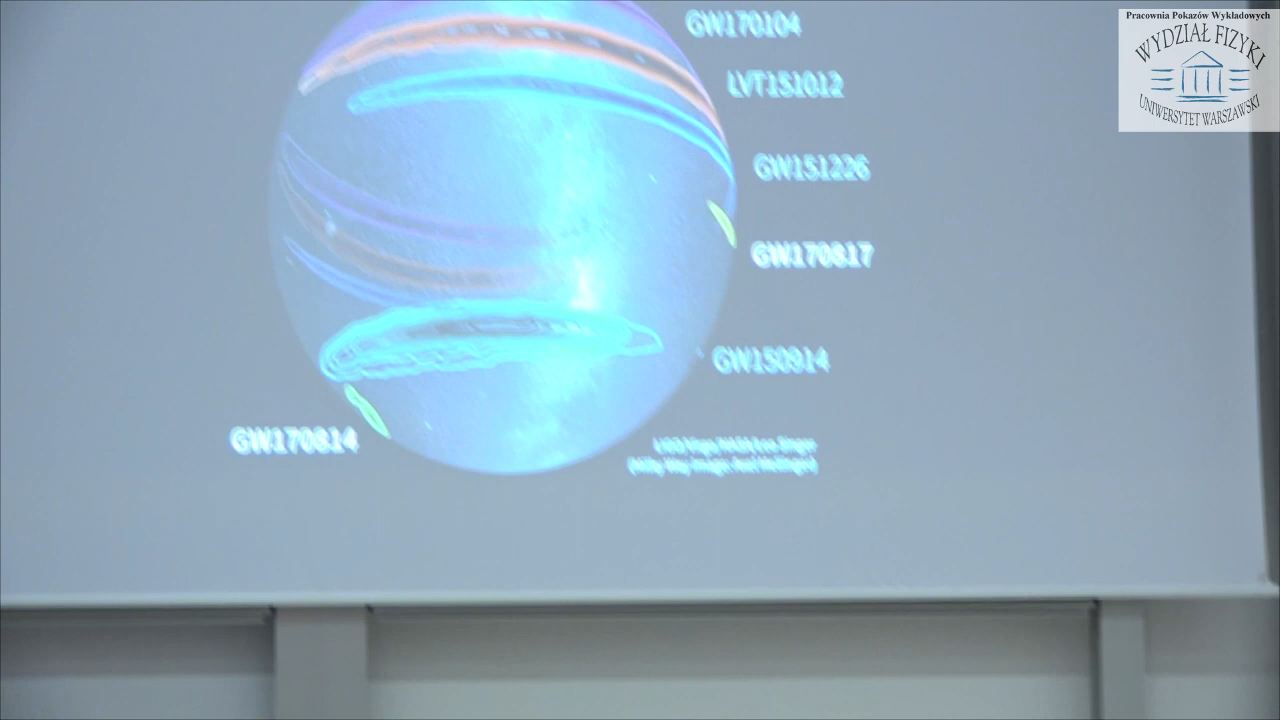 Pracownia Pokazów Wykładowych
WYDZIAŁ FIZYKI
UNIWERSYTET WARSZAWSKI
GW170104
LVT151012
GW151226
GW170817
GW150914
GW170814